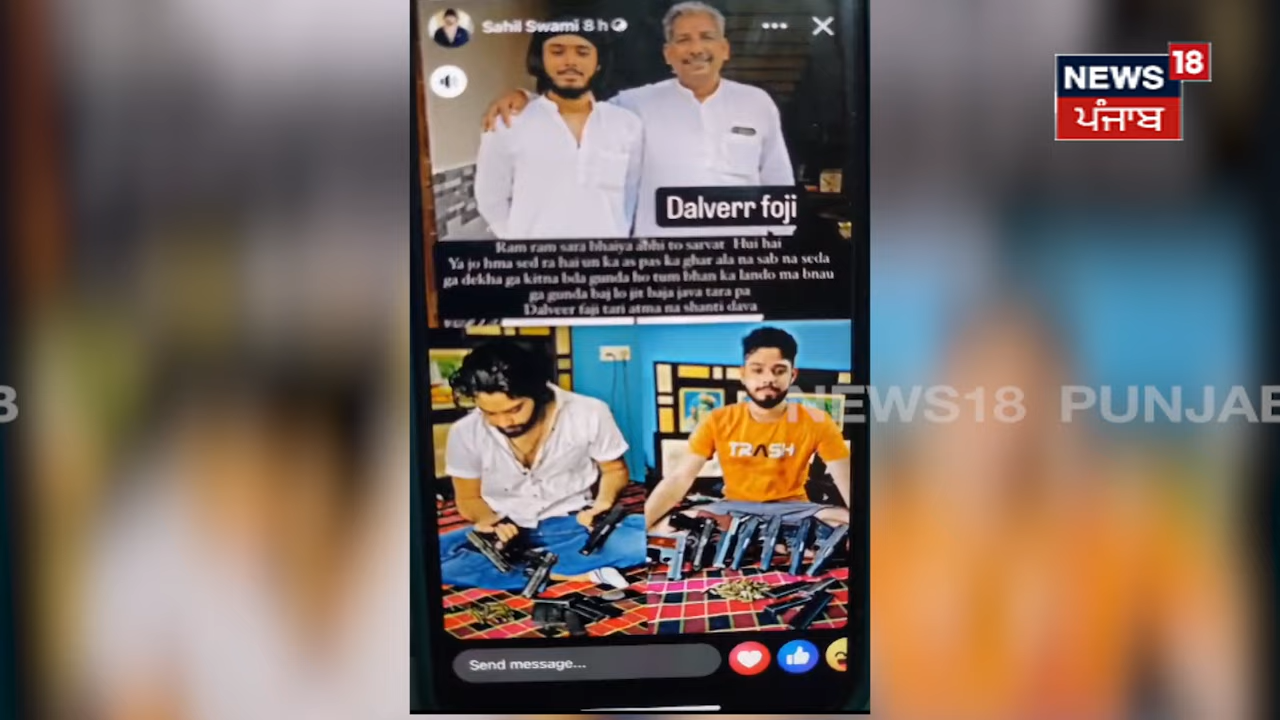 Sahil Swami 8 h
NEWS 18
ਪੰਜਾਬ
Dalverr foji
Ram ram sara bhaiya abhi to sarvat Hui hai
Ya jo hma sed ra hai un ka as pas ka ghar ala na sab na seda
ga dekha ga kitna bda gunda ho tum bhan ka lando ma bnau
ga gunda baj lo jit baja java tara pa
Dalveer faji tari atma na shanti dava
NEWS18 PUNJAB
TRASH
Send message...